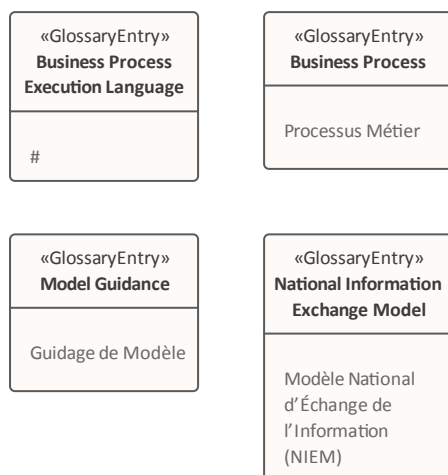 «GlossaryEntry»
Business Process
Execution Language
#
«GlossaryEntry»
Business Process
Processus Métier
«GlossaryEntry»
Model Guidance
Guidage de Modèle
«GlossaryEntry»
National Information
Exchange Model
Modèle National
d'Échange de
l'Information
(NIEM)